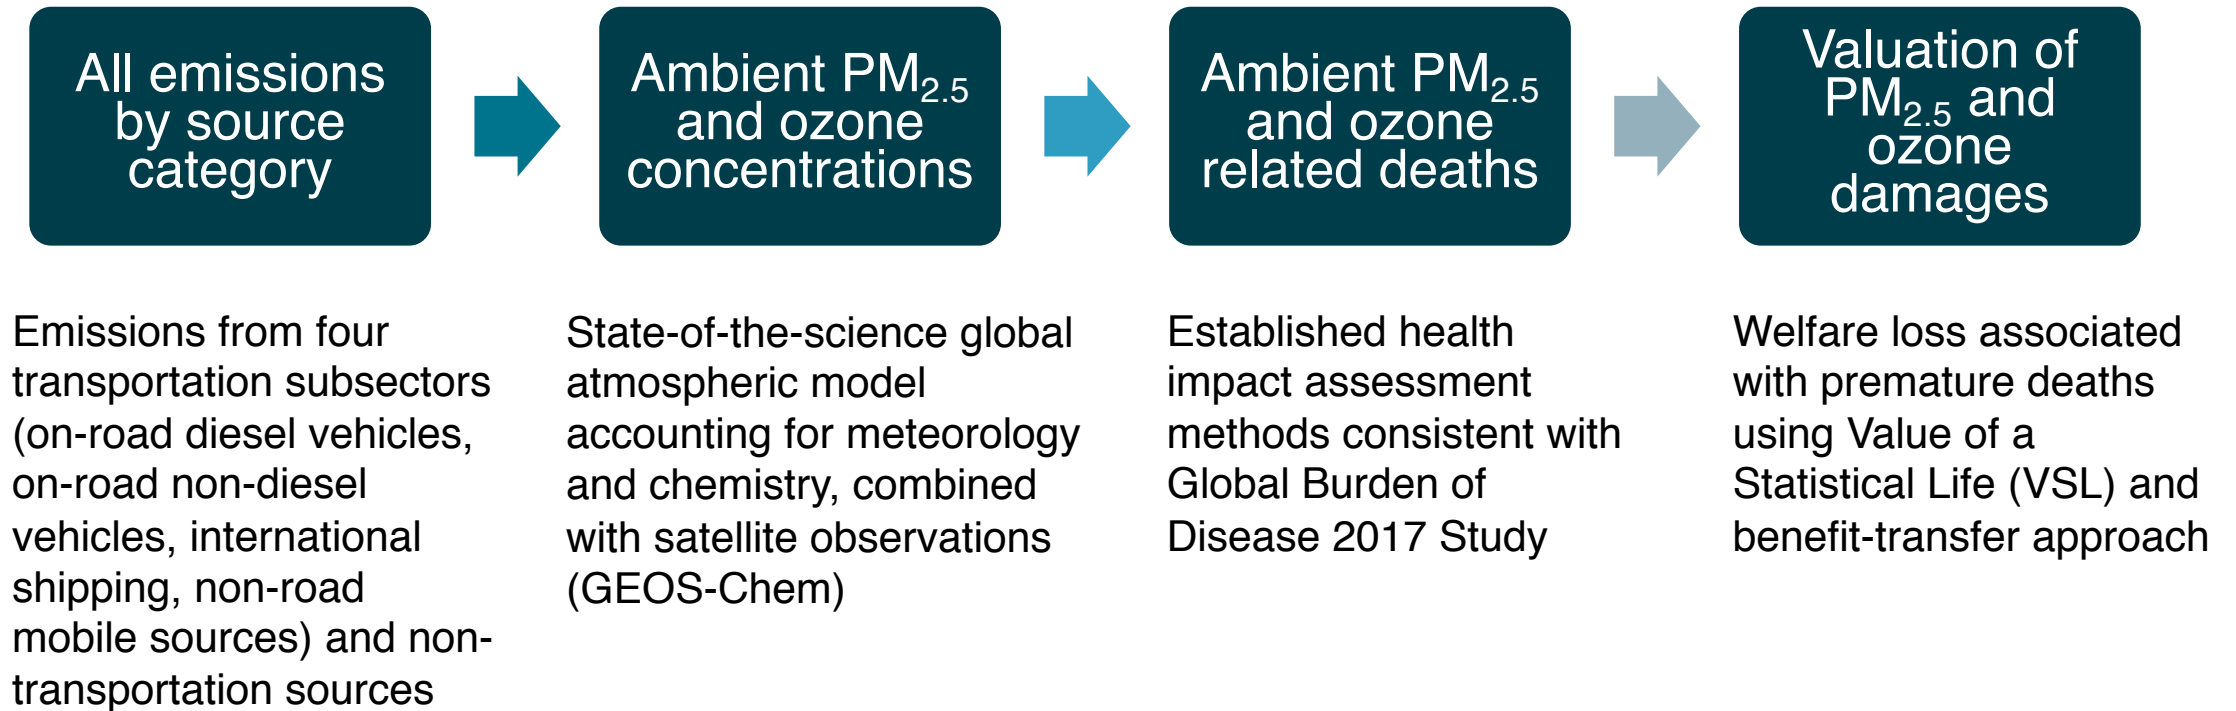 All emissions
by source
category
Ambient PM2.5
and ozone
concentrations
Ambient PM2.5
and ozone
related deaths
Valuation of
PM2.5 and
ozone
damages
Emissions from four
transportation subsectors
(on-road diesel vehicles,
on-road non-diesel
vehicles, international
shipping, non-road
mobile sources) and non-
transportation sources
State-of-the-science global
atmospheric model
accounting for meteorology
and chemistry, combined
with satellite observations
(GEOS-Chem)
Established health
impact assessment
methods consistent with
Global Burden of
Disease 2017 Study
Welfare loss associated
with premature deaths
using Value of a
Statistical Life (VSL) and
benefit-transfer approach